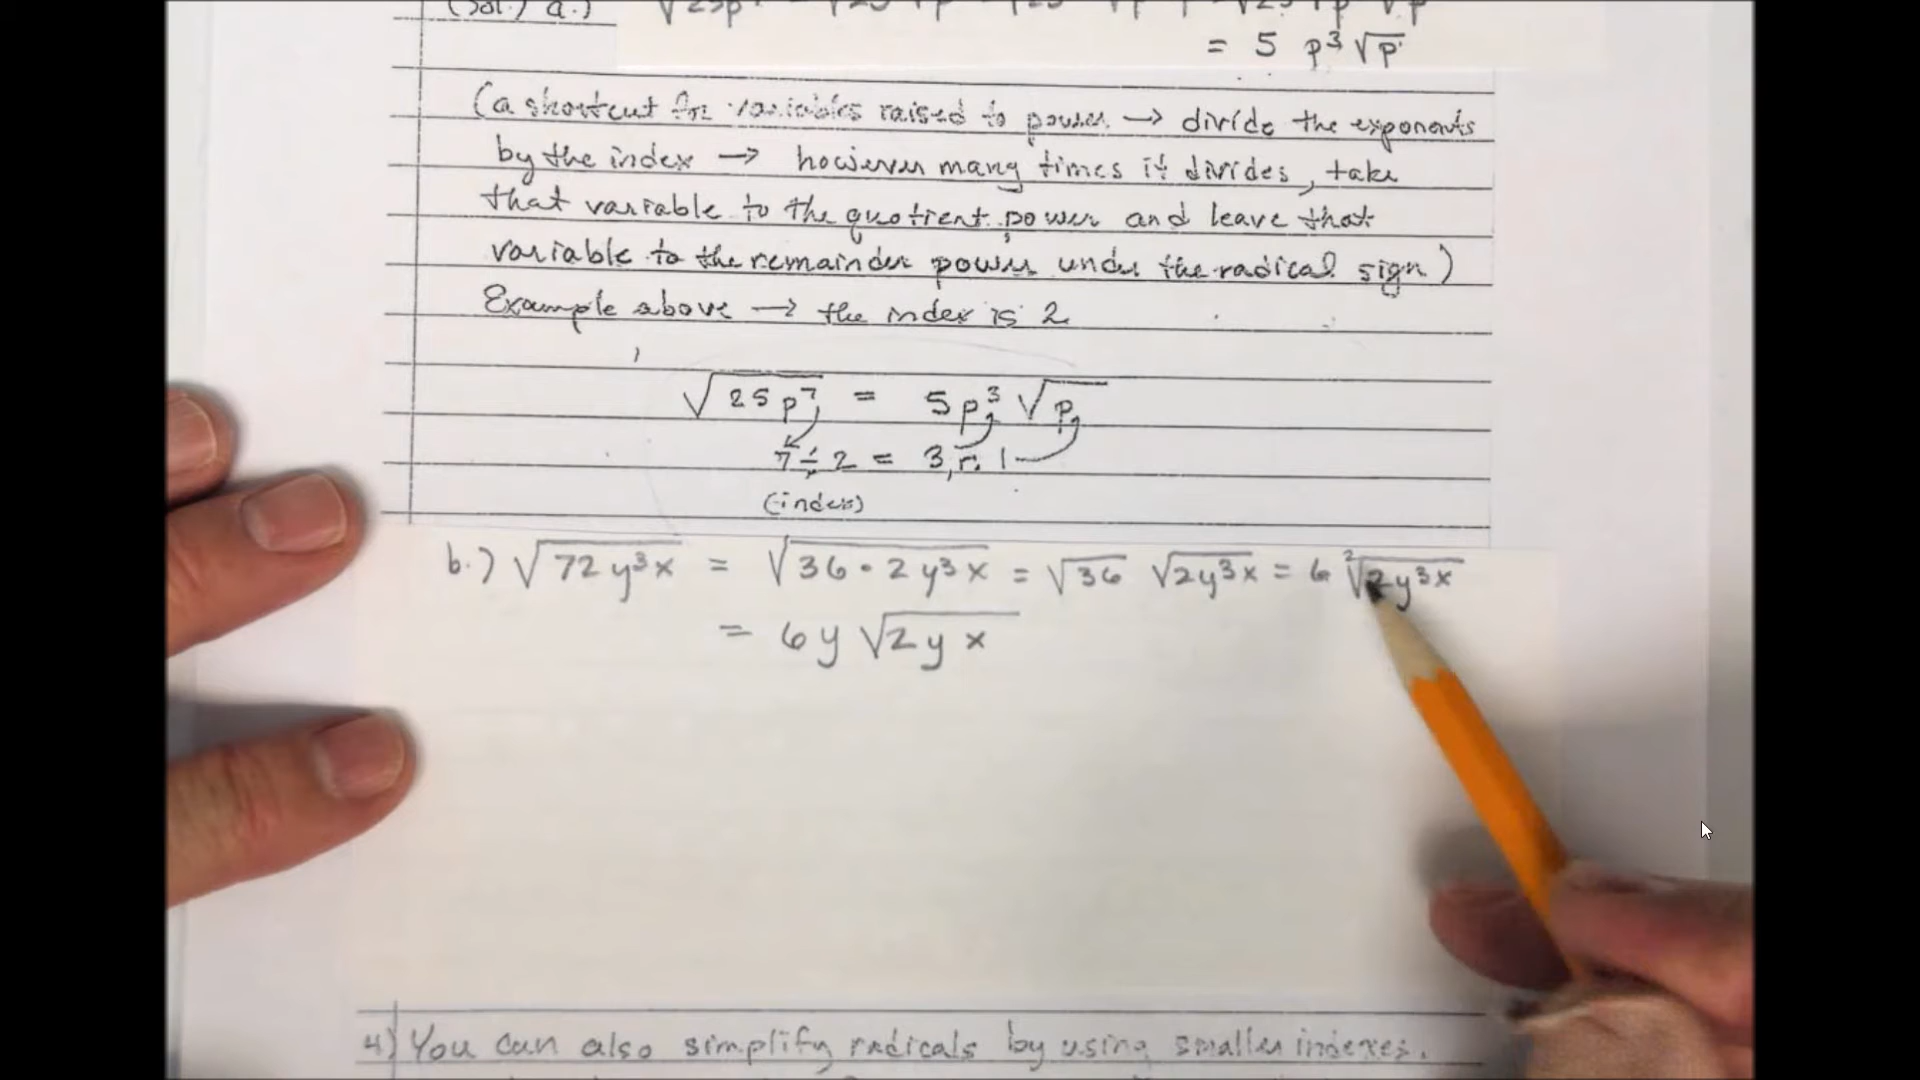 (Sol.) a.)
= 5 p³ √p
(a shortcut for variables raised to power → divide the exponents
by the index → however many times it divides, take
that variable to the quotient power and leave that
variable to the remainder power under the radical sign)
Example above → the index is 2
√25p⁷ = 5p³ √p
7 ÷ 2 = 3, r. 1
(index)
b.) √72y³x = √36 • 2y³x = √36 √2y³x = 6 ²√2y³x
= 6y √2yx
4) You can also simplify radicals by using smaller indexes.